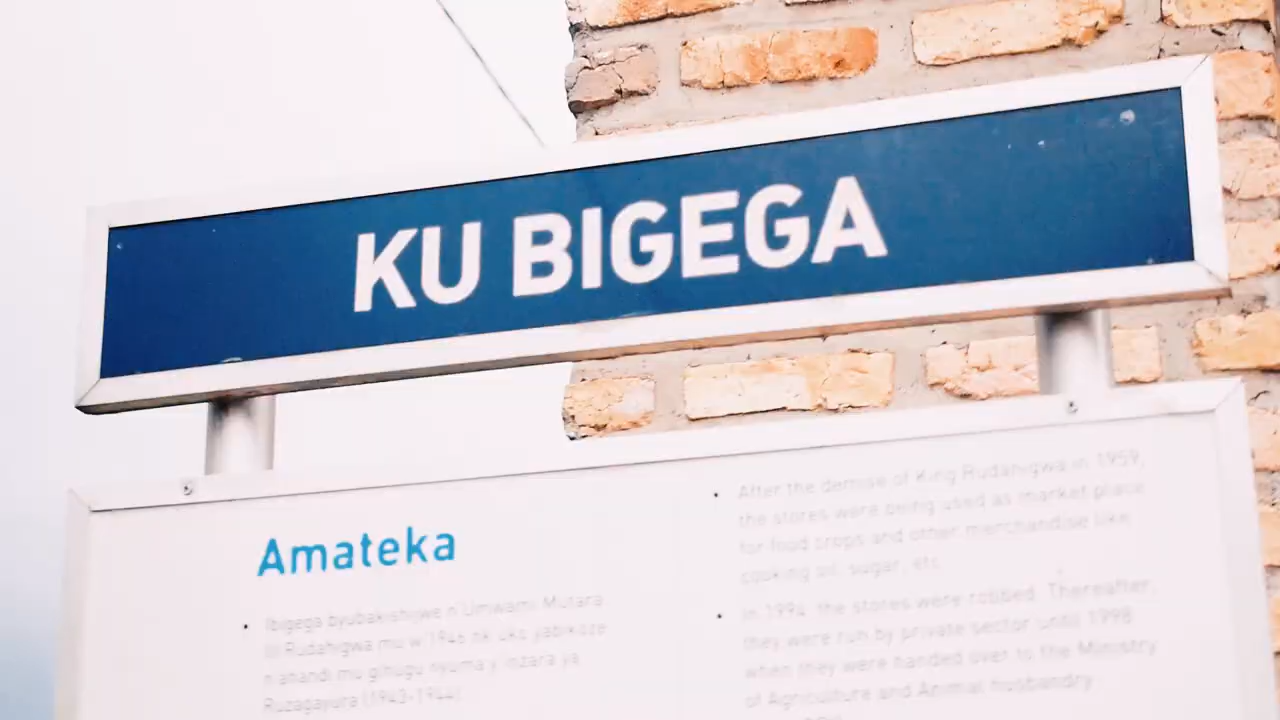 KU BIGEGA
Amateka
• Ibigega byubakishijwe n'Umwami Mutara
III Rudahigwa mu w'1946 nk'uko yabikoze
n'ahandi mu gihugu nyuma y'inzara ya
Ruzagayura (1943-1944)
• After the demise of King Rudahigwa in 1959,
the stores were being used as market place
for food crops and other merchandise like
cooking oil, sugar, etc.
• In 1994, the stores were robbed. Thereafter,
they were run by private sector until 1998
when they were handed over to the Ministry
of Agriculture and Animal husbandry